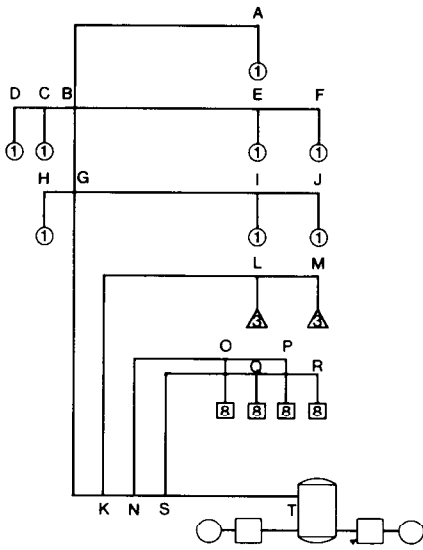 A
1
D C B E F
1 1 1 1
H G I J
1 1 1
L M
3 3
O P
Q R
8 8 8 8
K N S T